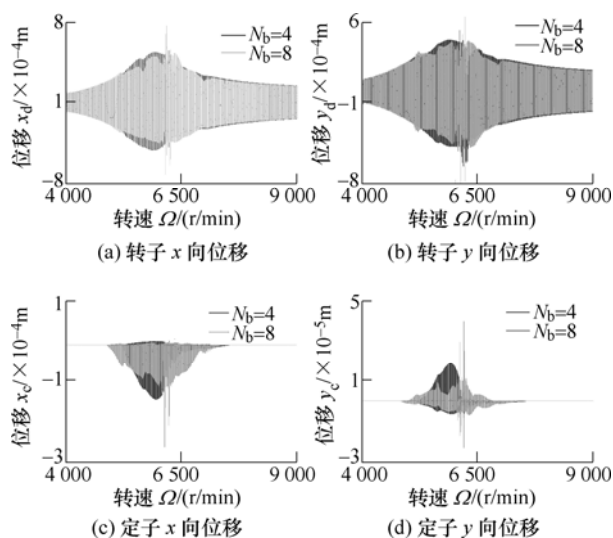 8
N_b=4
N_b=8
1
-8
位移 x_d/×10⁻⁴m
4 000
6 500
9 000
转速 Ω/(r/min)
(a) 转子 x 向位移
6
N_b=4
N_b=8
-1
-8
位移 y_d/×10⁻⁴m
4 000
6 500
9 000
转速 Ω/(r/min)
(b) 转子 y 向位移
1
N_b=4
N_b=8
-1
-3
位移 x_c/×10⁻⁴m
4 000
6 500
9 000
转速 Ω/(r/min)
(c) 定子 x 向位移
5
N_b=4
N_b=8
1
-3
位移 y_c/×10⁻⁵m
4 000
6 500
9 000
转速 Ω/(r/min)
(d) 定子 y 向位移